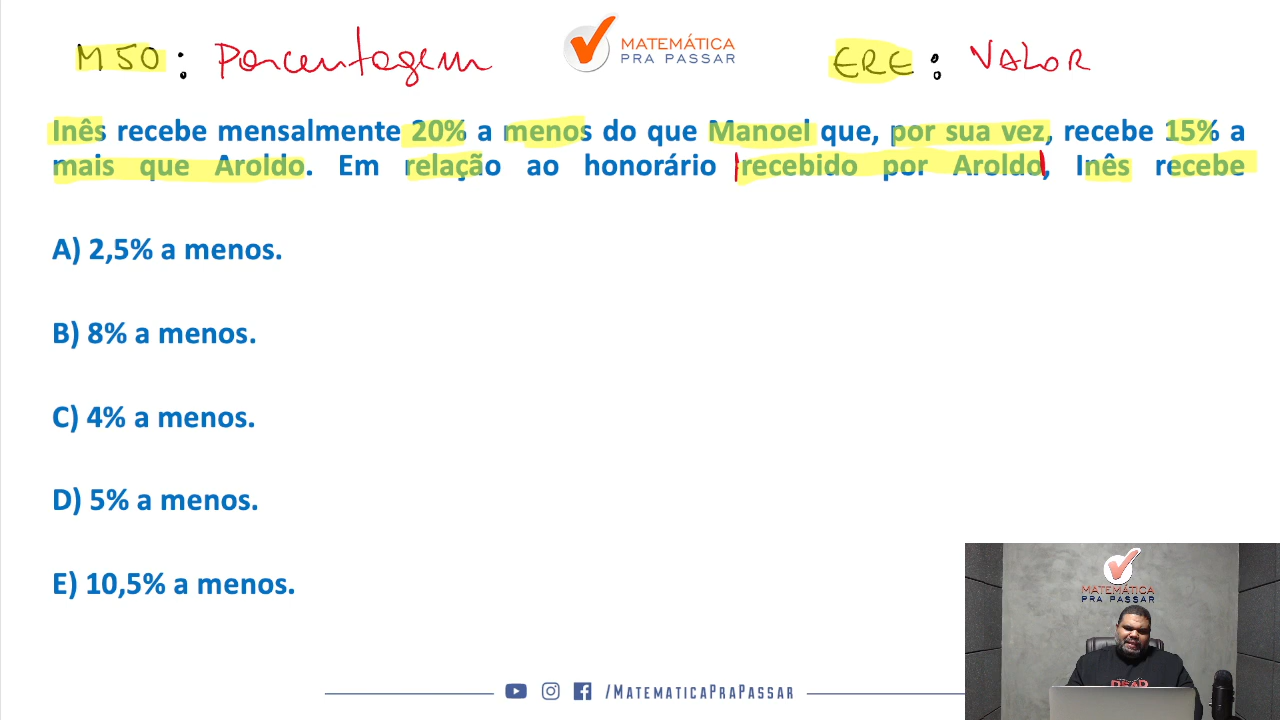 M50: Porcentagem
MATEMÁTICA
PRA PASSAR
ERE: VALOR
Inês recebe mensalmente 20% a menos do que Manoel que, por sua vez, recebe 15% a
mais que Aroldo. Em relação ao honorário recebido por Aroldo, Inês recebe
A) 2,5% a menos.
B) 8% a menos.
C) 4% a menos.
D) 5% a menos.
E) 10,5% a menos.
MATEMÁTICA
PRA PASSAR
/MATEMATICAPRAPASSAR